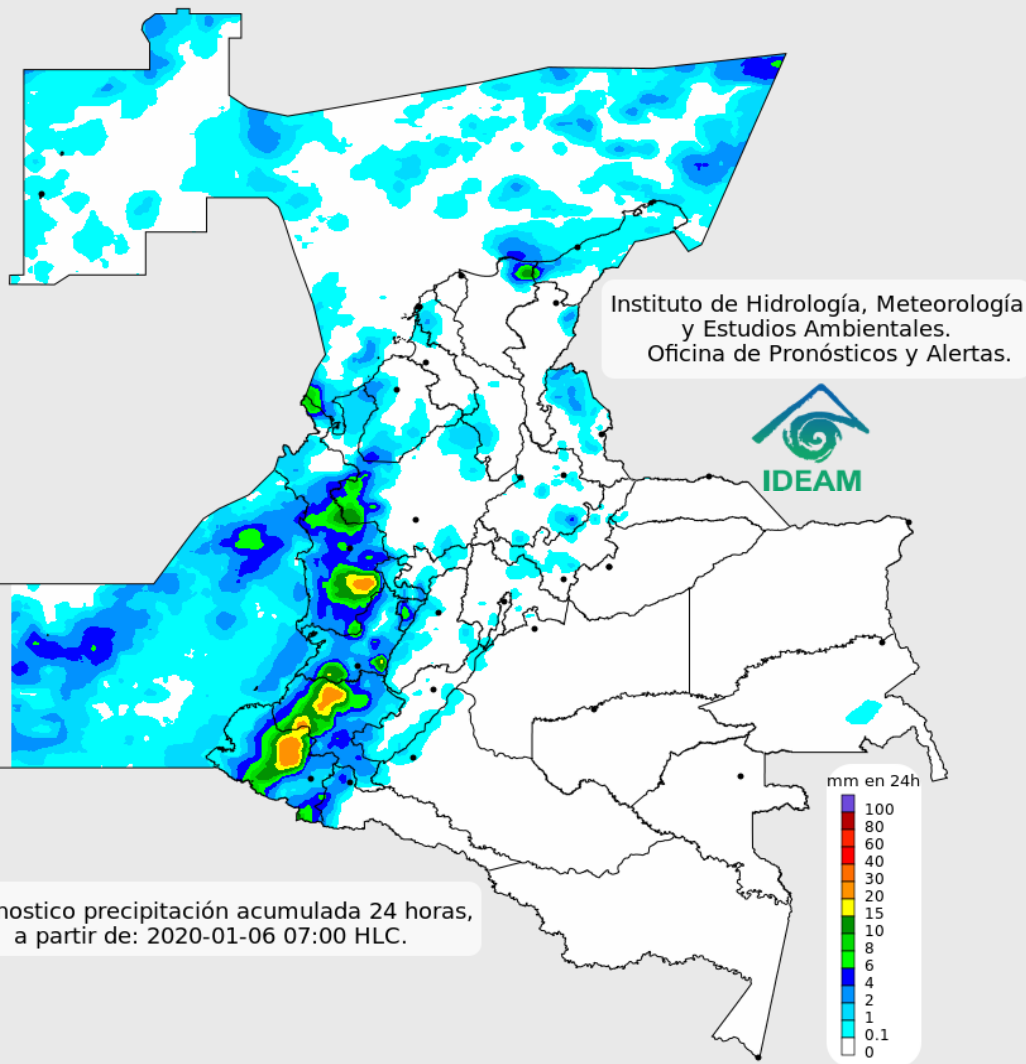 Instituto de Hidrología, Meteorología
y Estudios Ambientales.
Oficina de Pronósticos y Alertas.
IDEAM
mm en 24h
100
80
60
40
30
20
15
10
8
6
4
2
1
0.1
0
nostico precipitación acumulada 24 horas,
a partir de: 2020-01-06 07:00 HLC.